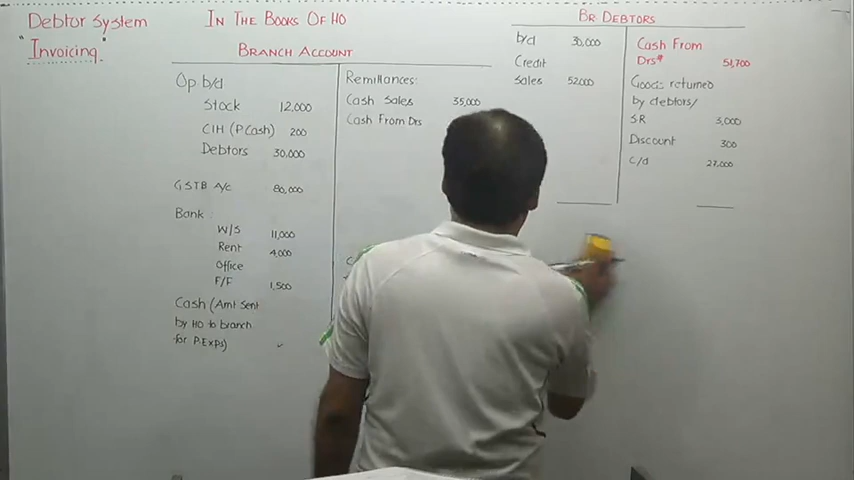 Debtor System
"Invoicing"
In The Books Of HO
Branch Account
Op b/d
Stock 12,000
CIH (P.Cash) 200
Debtors 30,000
GSTB A/c 80,000
Bank:
W/S 11,000
Rent 4,000
Office
F/F 1,500
Cash (Amt Sent
by HO to branch
for P.Exps)
Remittances:
Cash Sales 35,000
Cash From Drs
Br Debtors
b/d 30,000
Credit
Sales 52,000
Cash From
Drs# 51,700
Goods returned
by debtors/
S.R 3,000
Discount 300
c/d 27,000